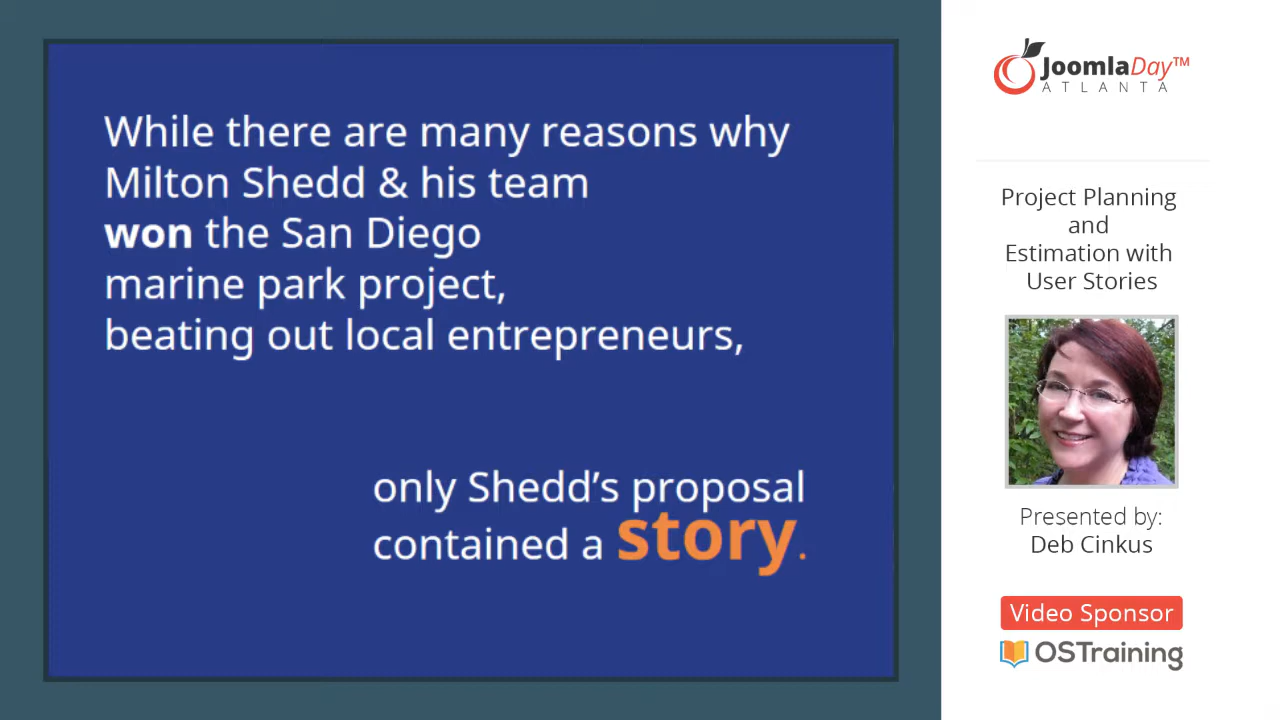 While there are many reasons why
Milton Shedd & his team
won the San Diego
marine park project,
beating out local entrepreneurs,
only Shedd’s proposal
contained a story.
JoomlaDay™
ATLANTA
Project Planning
and
Estimation with
User Stories
Presented by:
Deb Cinkus
Video Sponsor
OSTraining